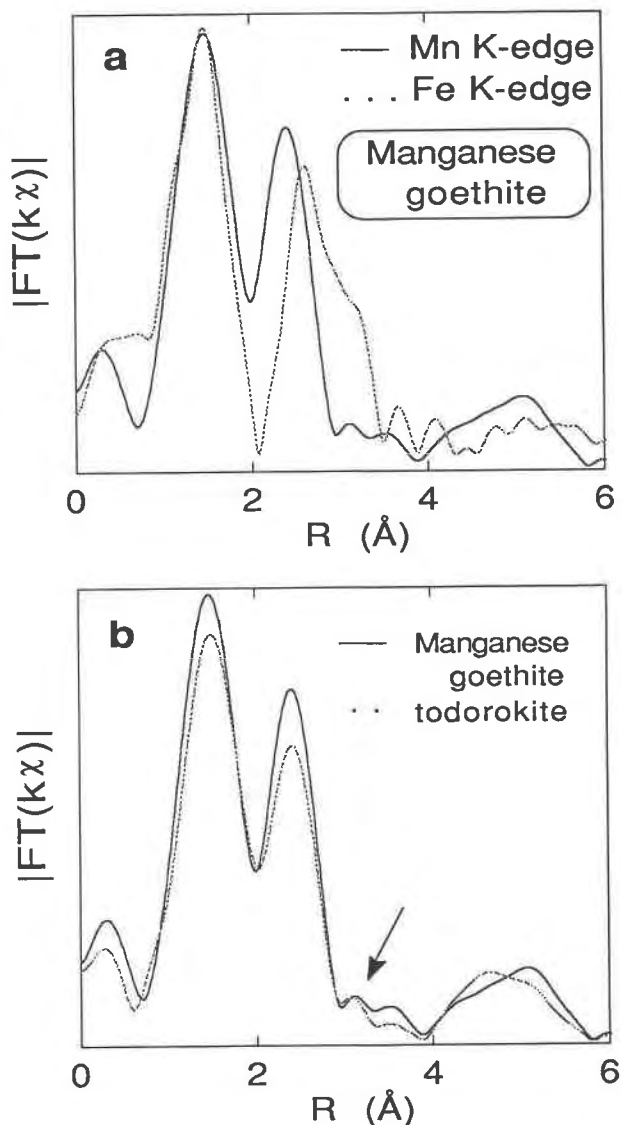 a
Mn K-edge
Fe K-edge
Manganese
goethite
|FT(kχ)|
0 2 4 6
R (Å)
b
Manganese
goethite
todorokite
|FT(kχ)|
0 2 4 6
R (Å)